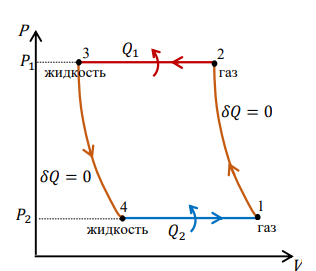 P
3
Q₁
2
P₁
жидкость
газ
δQ = 0
δQ = 0
4
1
P₂
жидкость
Q₂
газ
V